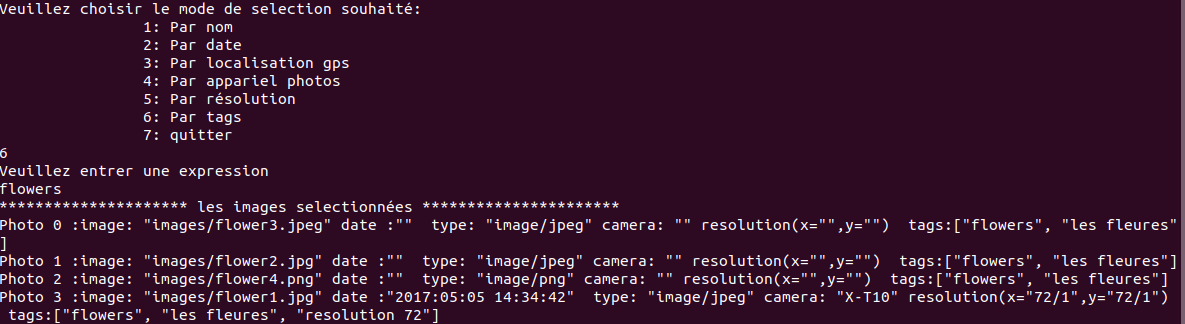 Veuillez choisir le mode de selection souhaité:
1: Par nom
2: Par date
3: Par localisation gps
4: Par appariel photos
5: Par résolution
6: Par tags
7: quitter
6
Veuillez entrer une expression
flowers
********************* les images selectionnées **********************
Photo 0 :image: "images/flower3.jpeg" date :""  type: "image/jpeg" camera: "" resolution(x="",y="")  tags:["flowers", "les fleures"
]
Photo 1 :image: "images/flower2.jpg" date :""  type: "image/jpeg" camera: "" resolution(x="",y="")  tags:["flowers", "les fleures"]
Photo 2 :image: "images/flower4.png" date :""  type: "image/png" camera: "" resolution(x="",y="")  tags:["flowers", "les fleures"]
Photo 3 :image: "images/flower1.jpg" date :"2017:05:05 14:34:42"  type: "image/jpeg" camera: "X-T10" resolution(x="72/1",y="72/1")
tags:["flowers", "les fleures", "resolution 72"]